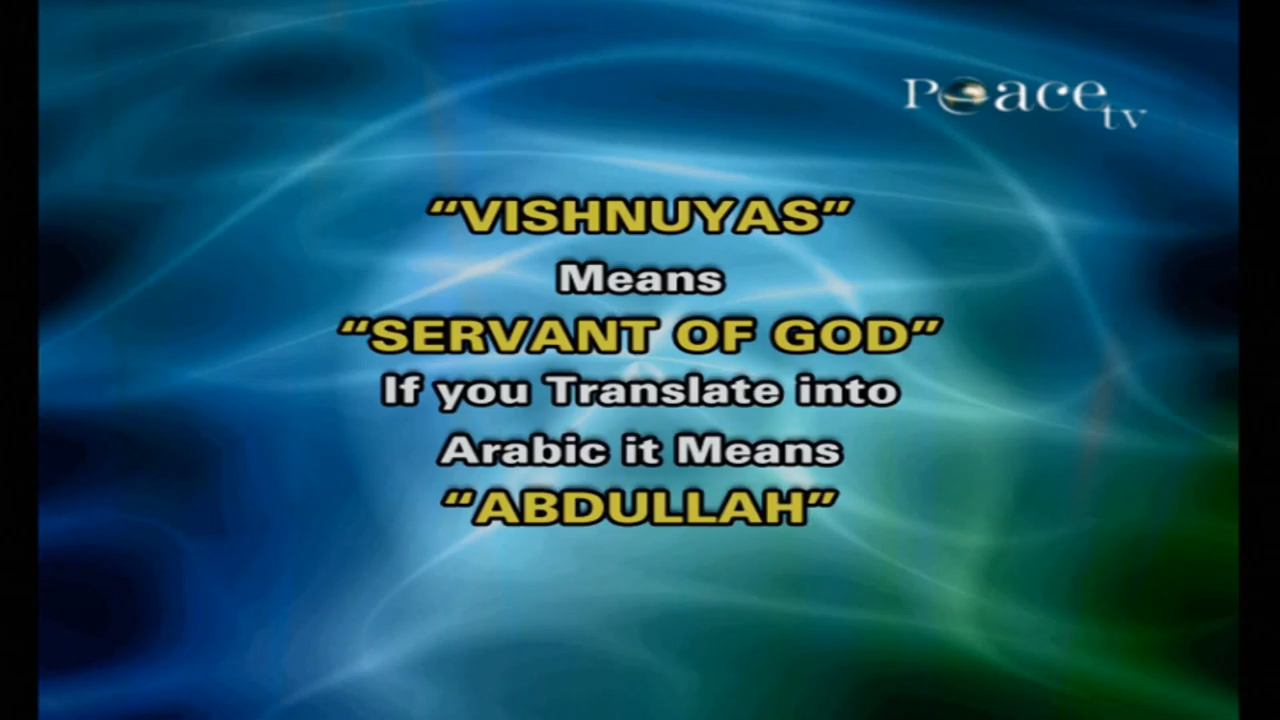 Peace tv
“VISHNUYAS”
Means
“SERVANT OF GOD”
If you Translate into
Arabic it Means
“ABDULLAH”